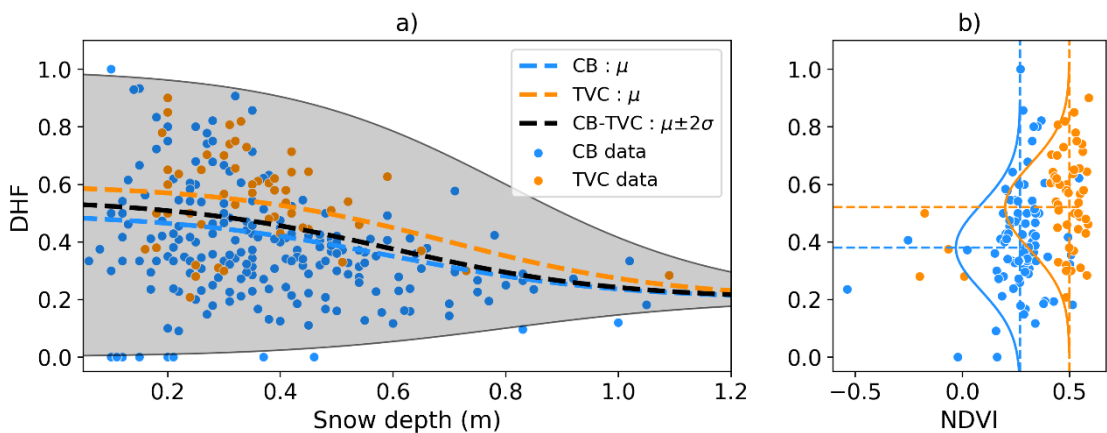 a)
1.0
0.8
0.6
0.4
0.2
0.0
DHF
0.2
0.4
0.6
0.8
1.0
1.2
Snow depth (m)
CB : μ
TVC : μ
CB-TVC : μ±2σ
CB data
TVC data
b)
1.0
0.8
0.6
0.4
0.2
0.0
−0.5
0.0
0.5
NDVI